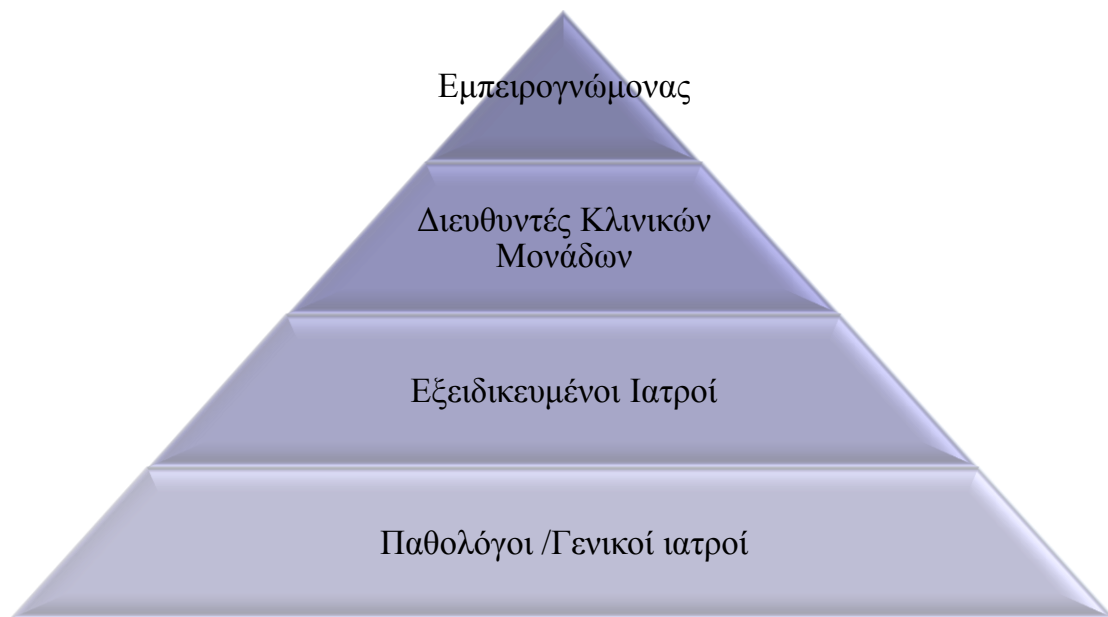 Εμπειρογνώμονας
Διευθυντές Κλινικών
Μονάδων
Εξειδικευμένοι Ιατροί
Παθολόγοι /Γενικοί ιατροί